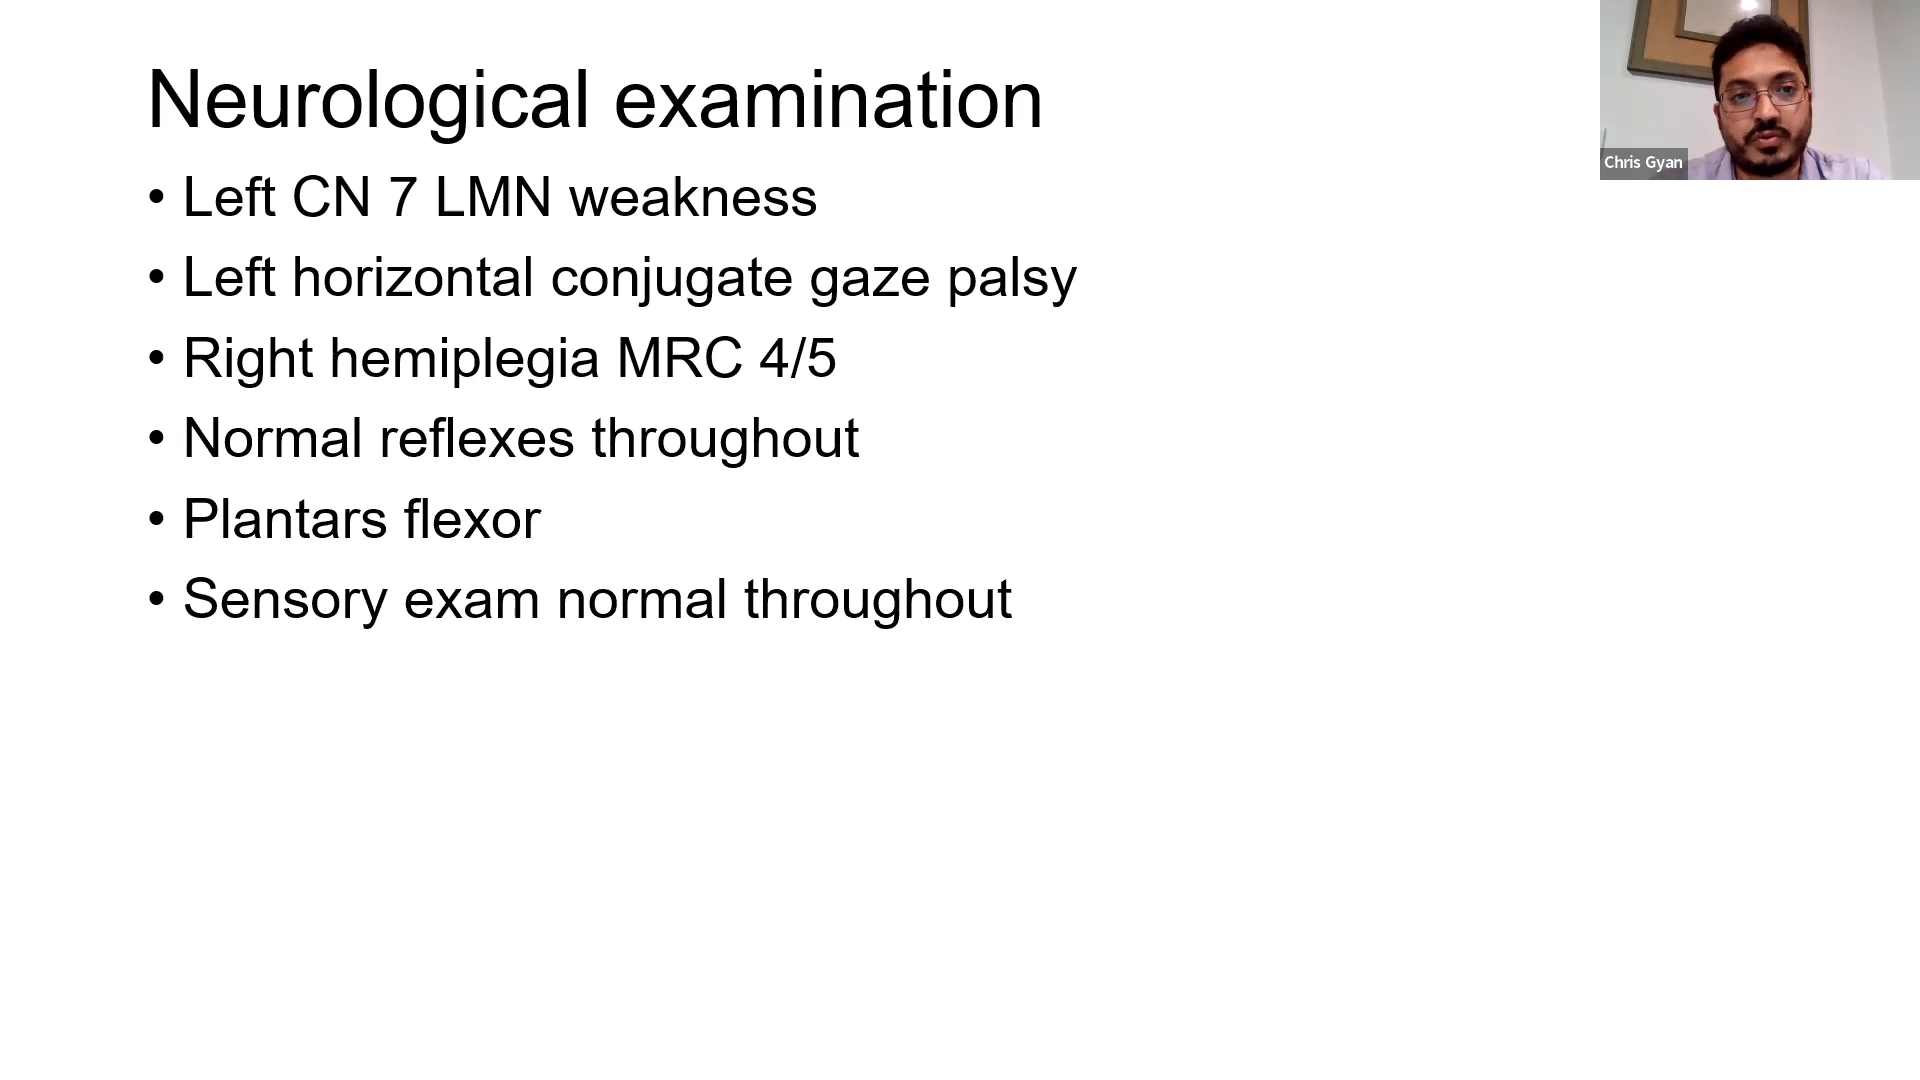 Neurological examination
• Left CN 7 LMN weakness
• Left horizontal conjugate gaze palsy
• Right hemiplegia MRC 4/5
• Normal reflexes throughout
• Plantars flexor
• Sensory exam normal throughout
Chris Gyan